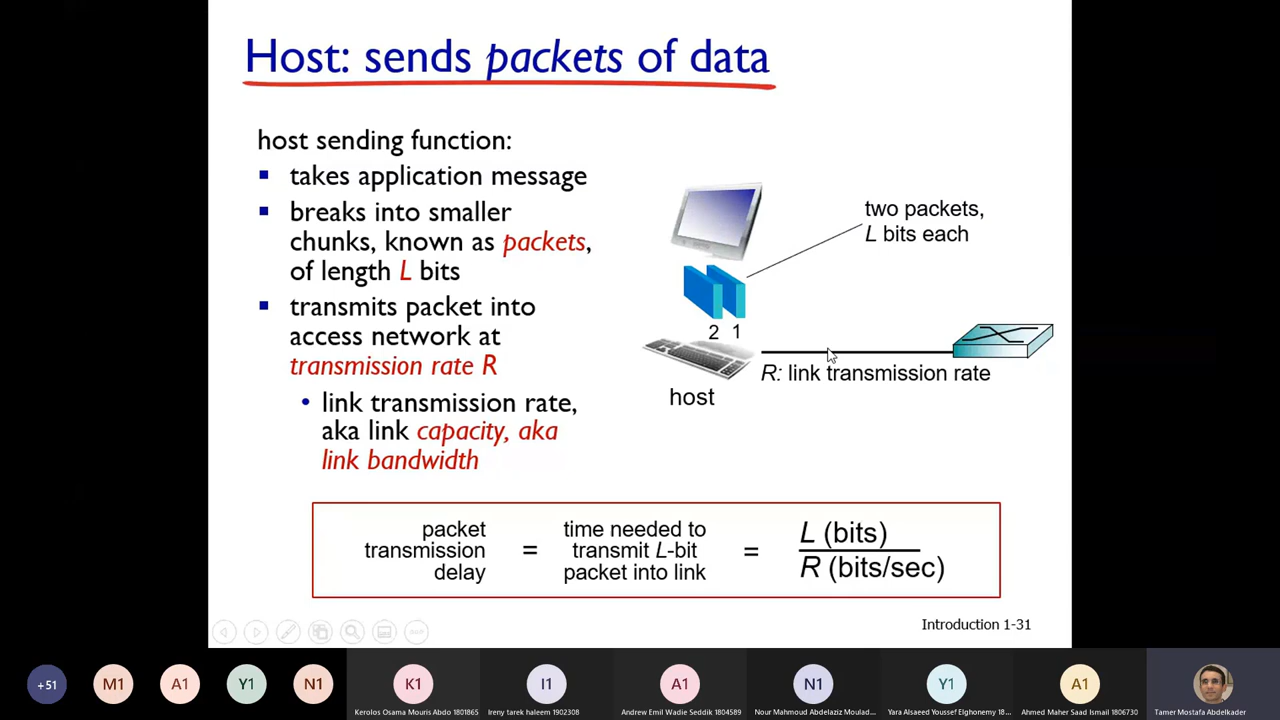 Host: sends packets of data
host sending function:
▪ takes application message
▪ breaks into smaller
chunks, known as packets,
of length L bits
▪ transmits packet into
access network at
transmission rate R
• link transmission rate,
aka link capacity, aka
link bandwidth
two packets,
L bits each
2 1
R: link transmission rate
host
packet
transmission
delay
=
time needed to
transmit L-bit
packet into link
=
L (bits)
R (bits/sec)
Introduction 1-31
+51
M1
A1
Y1
N1
K1
Kerolos Osama Mouris Abdo 1801865
I1
Ireny tarek haleem 1902308
A1
Andrew Emil Wadie Seddik 1804589
N1
Nour Mahmoud Abdelaziz Moulad...
Y1
Yara Alsaeed Youssef Elghonemy 18...
A1
Ahmed Maher Saad Ismail 1806730
Tamer Mostafa Abdelkader